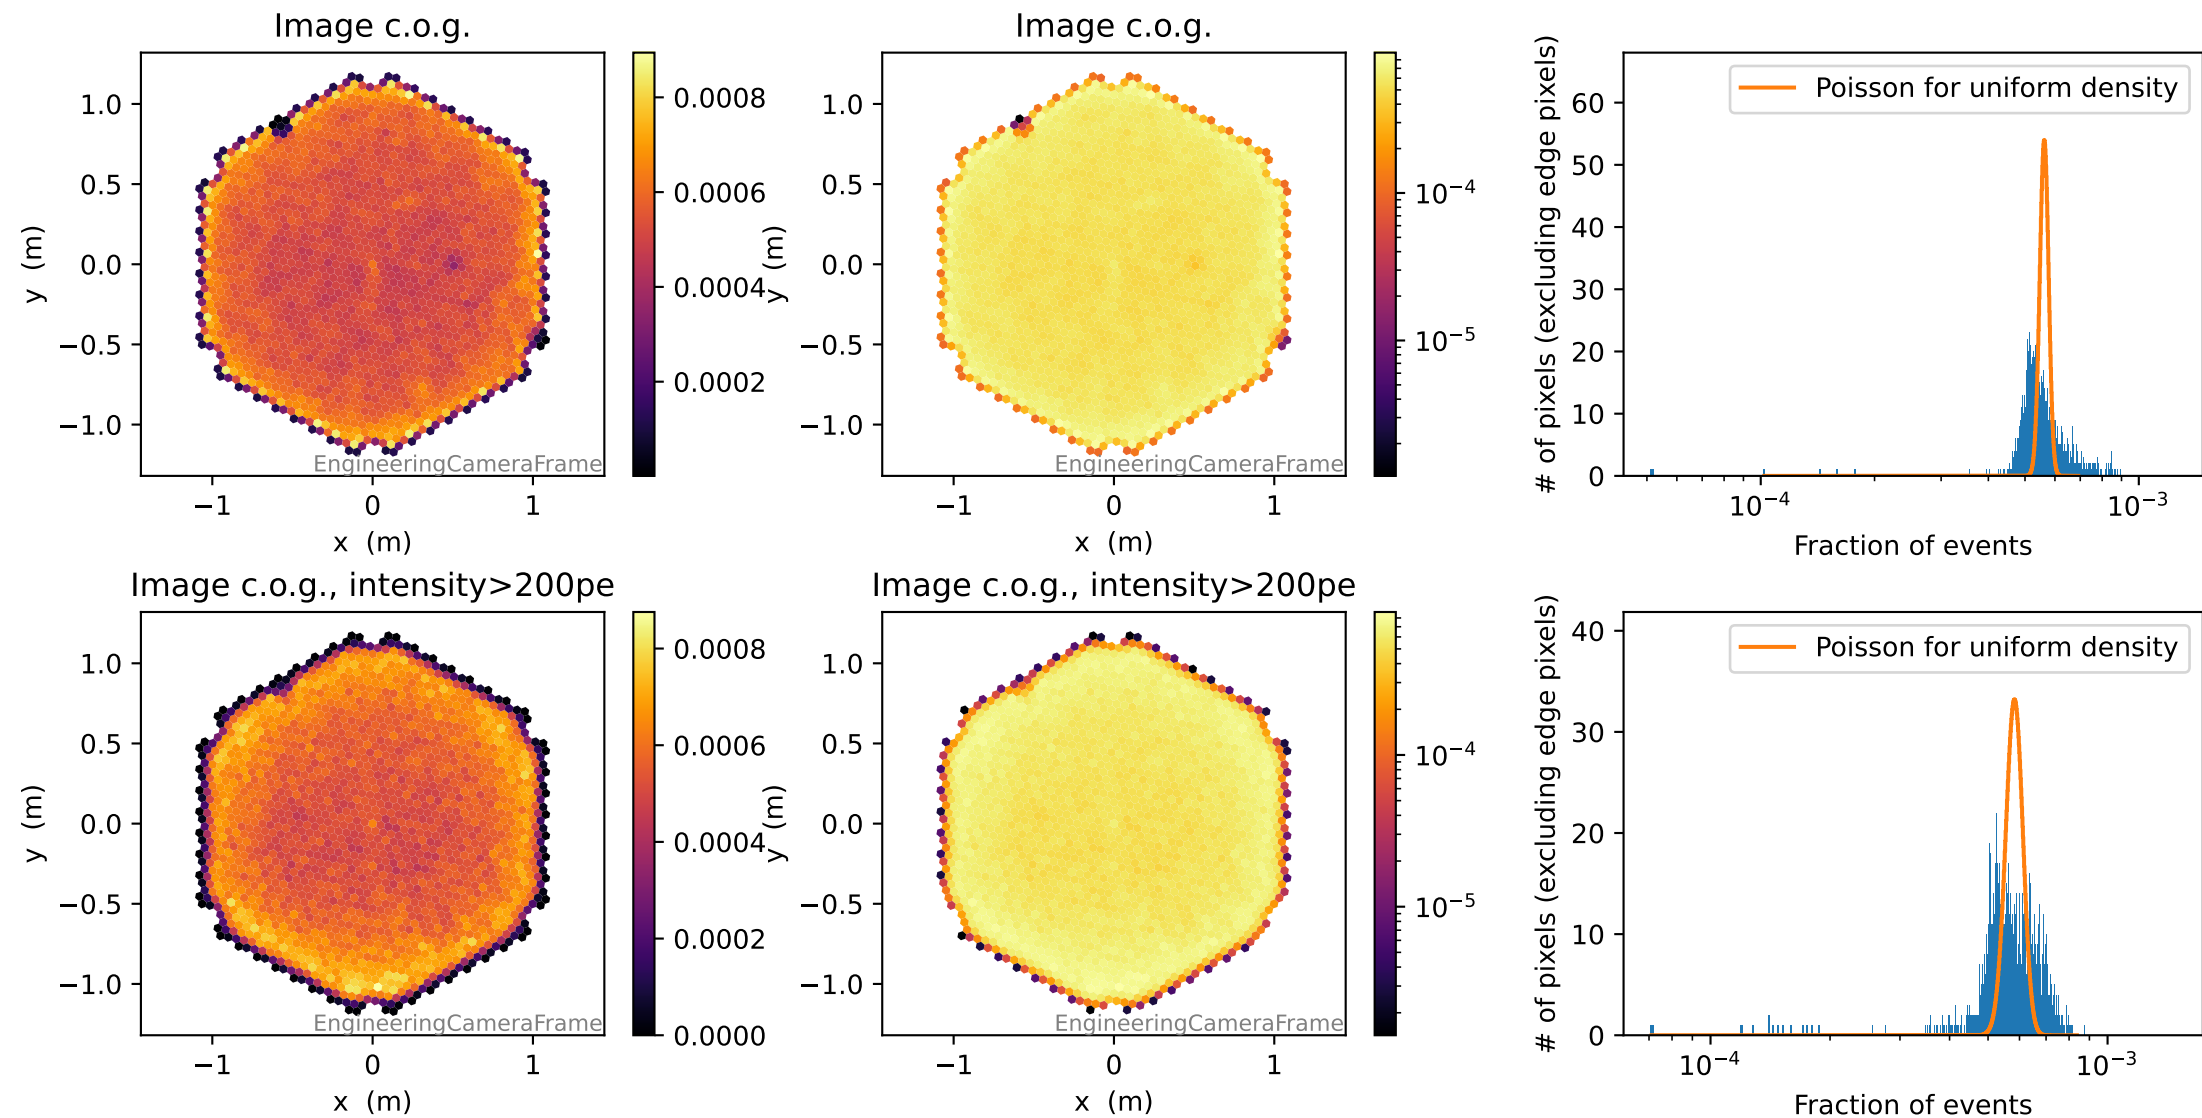 Image c.o.g.
1.0
0.5
0.0
−0.5
−1.0
y (m)
−1
0
1
x (m)
EngineeringCameraFrame
0.0008
0.0006
0.0004
0.0002
Image c.o.g.
1.0
0.5
0.0
−0.5
−1.0
y (m)
−1
0
1
x (m)
EngineeringCameraFrame
10−4
10−5
# of pixels (excluding edge pixels)
60
50
40
30
20
10
0
Poisson for uniform density
10−4
10−3
Fraction of events
Image c.o.g., intensity>200pe
1.0
0.5
0.0
−0.5
−1.0
y (m)
−1
0
1
x (m)
EngineeringCameraFrame
0.0008
0.0006
0.0004
0.0002
0.0000
Image c.o.g., intensity>200pe
1.0
0.5
0.0
−0.5
−1.0
y (m)
−1
0
1
x (m)
EngineeringCameraFrame
10−4
10−5
# of pixels (excluding edge pixels)
40
30
20
10
0
Poisson for uniform density
10−4
10−3
Fraction of events